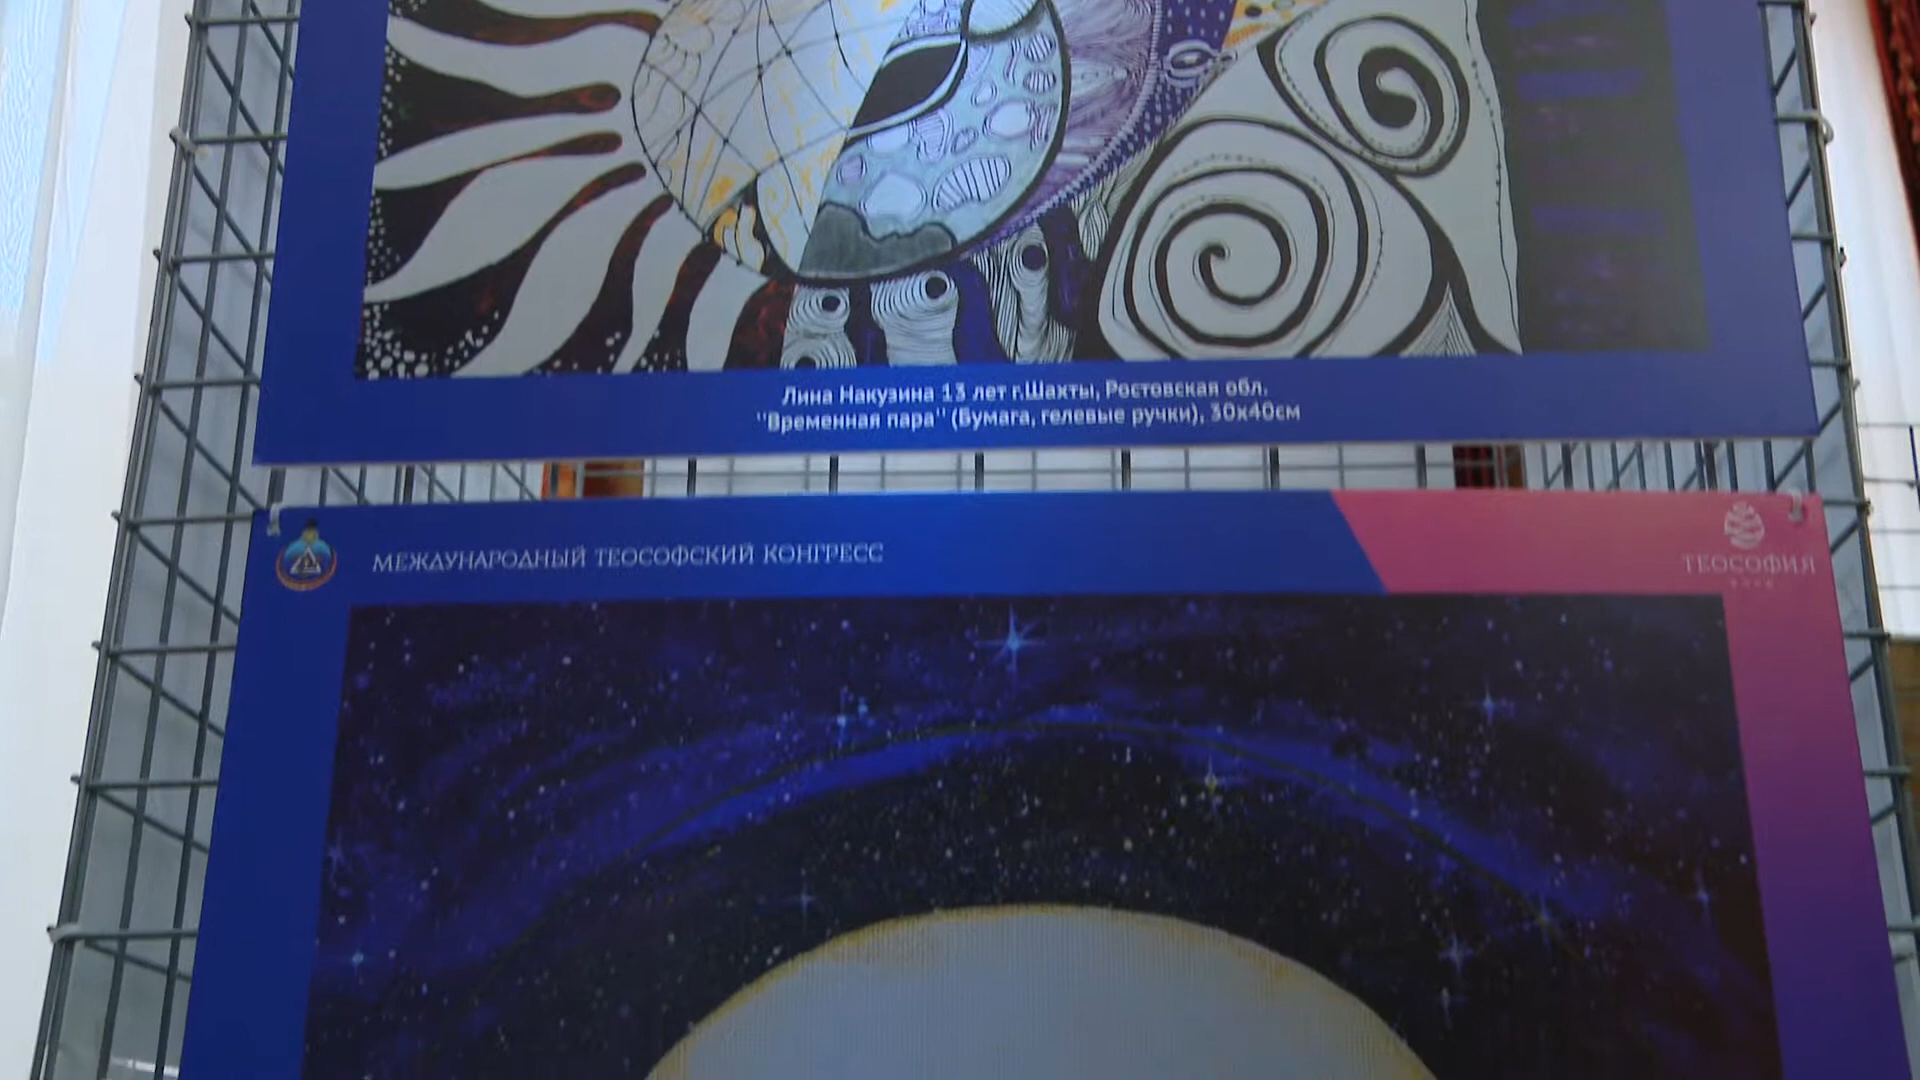 Лина Накузина 13 лет г.Шахты, Ростовская обл.
''Временная пара'' (Бумага, гелевые ручки), 30х40см
МЕЖДУНАРОДНЫЙ ТЕОСОФСКИЙ КОНГРЕСС
ТЕОСОФИЯ